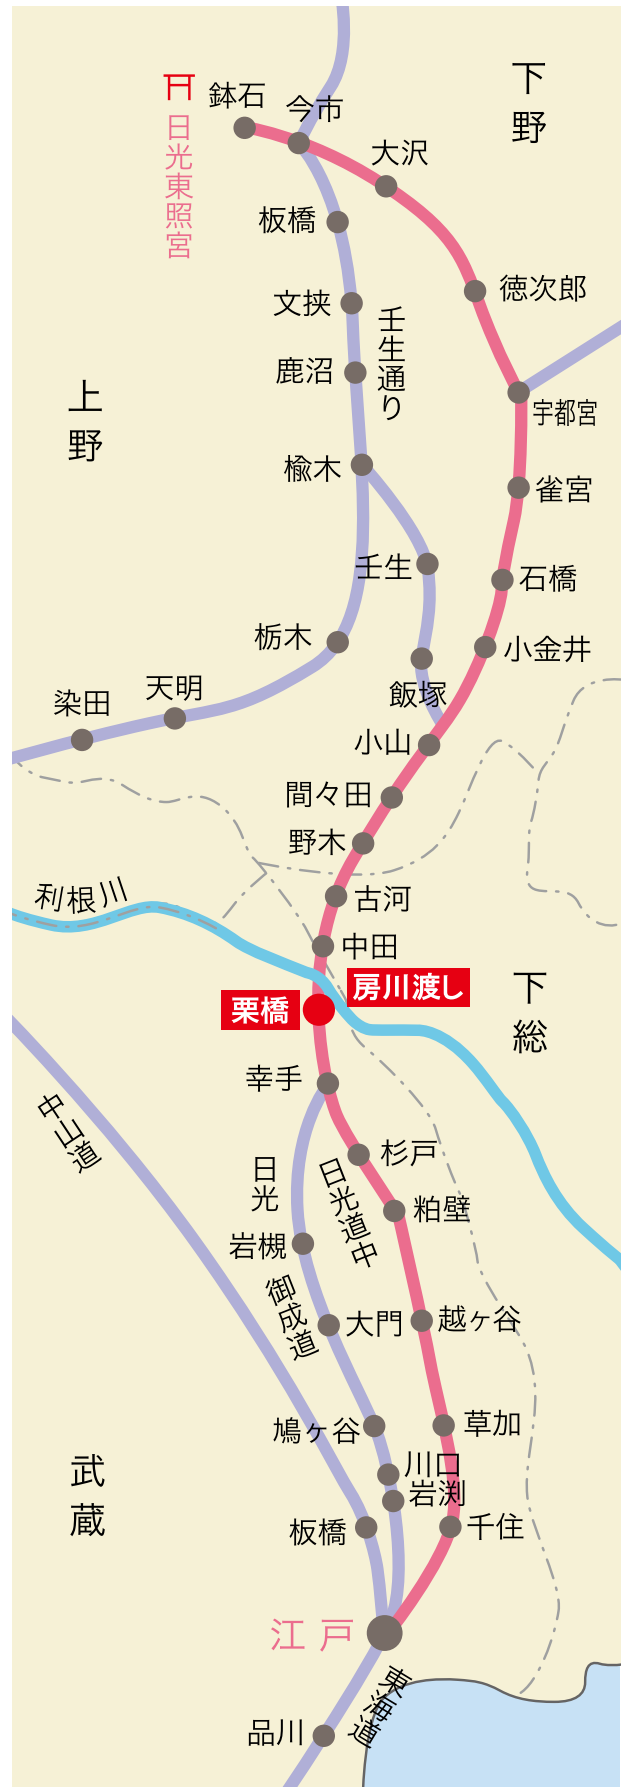 下野
鉢石
今市
日光東照宮
大沢
板橋
徳次郎
文挟
壬生通り
鹿沼
上野
宇都宮
楡木
雀宮
壬生
石橋
栃木
小金井
飯塚
天明
染田
小山
間々田
野木
利根川
古河
中田
房川渡し
栗橋
下総
幸手
中山道
杉戸
日光
日光道中
粕壁
岩槻
御成道
大門
越ヶ谷
鳩ヶ谷
草加
川口
岩渕
武蔵
板橋
千住
江戸
東海道
品川